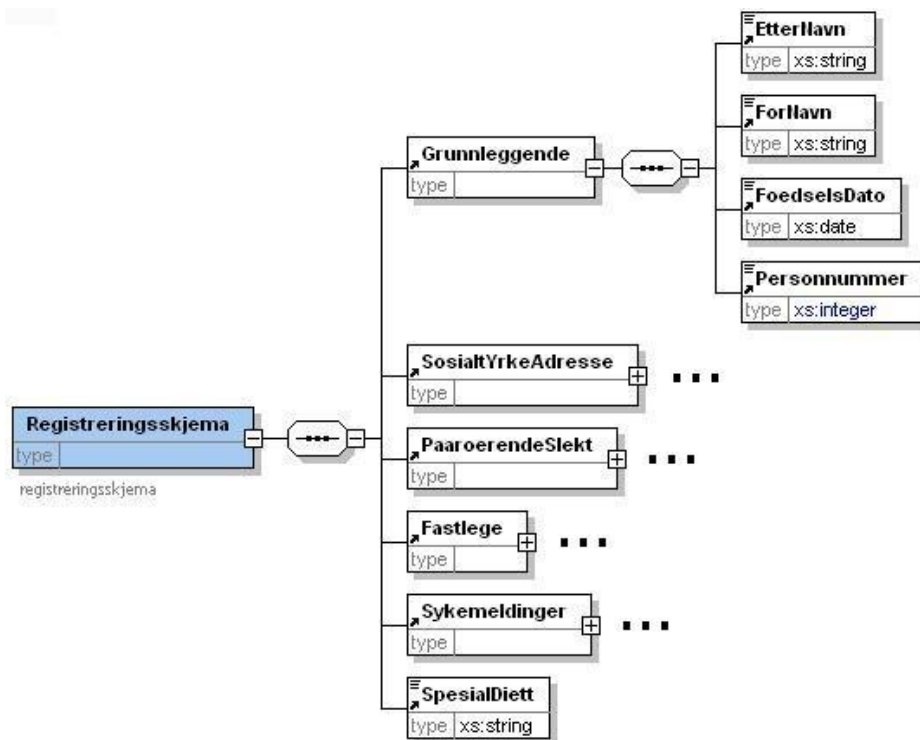 EtterNavn
type xs:string
ForNavn
type xs:string
Grunnleggende
type
FoedselsDato
type xs:date
Personnummer
type xs:integer
SosialtYrkeAdresse
type
Registreringsskjema
type
registreringsskjema
PaaroerendeSlekt
type
Fastlege
type
Sykemeldinger
type
SpesialDiett
type xs:string